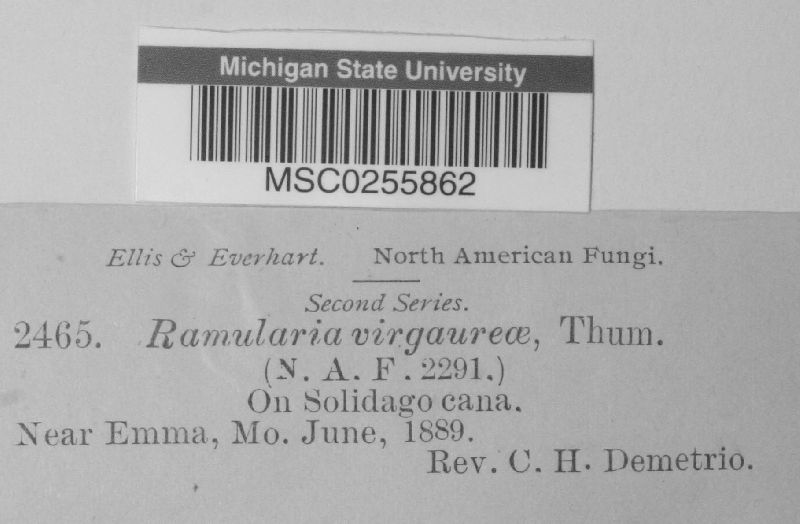 Michigan State University
MSC0255862
Ellis & Everhart. North American Fungi.
Second Series.
2465. Ramularia virgaureæ, Thum.
(N. A. F. 2291.)
On Solidago cana.
Near Emma, Mo. June, 1889.
Rev. C. H. Demetrio.